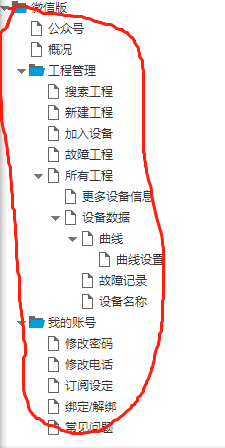 微信版
公众号
概况
工程管理
搜索工程
新建工程
加入设备
故障工程
所有工程
更多设备信息
设备数据
曲线
曲线设置
故障记录
设备名称
我的账号
修改密码
修改电话
订阅设定
绑定/解绑
常见问题